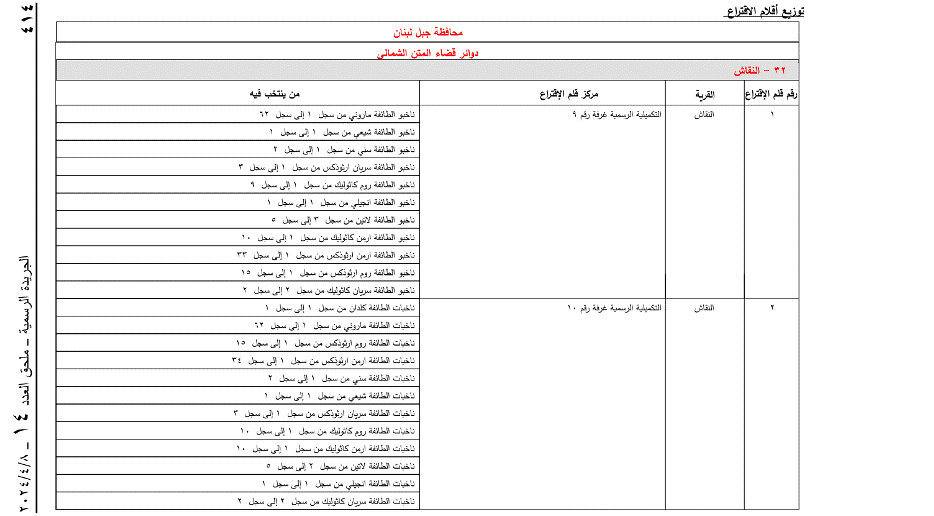 توزيع أقلام الاقتراع
٤١٤
محافظة جبل لبنان
دوائر قضاء المتن الشمالي
٣٢ - النقاش
رقم قلم الإقتراع القرية مركز قلم الإقتراع من ينتخب فيه
١ النقاش التكميلية الرسمية غرفة رقم ٩ ناخبو الطائفة ماروني من سجل ١ إلى سجل ٦٢
ناخبو الطائفة شيعي من سجل ١ إلى سجل ١
ناخبو الطائفة سني من سجل ١ إلى سجل ٢
ناخبو الطائفة سريان ارثوذكس من سجل ١ إلى سجل ٣
ناخبو الطائفة روم كاثوليك من سجل ١ إلى سجل ٩
ناخبو الطائفة انجيلي من سجل ١ إلى سجل ١
ناخبو الطائفة لاتين من سجل ٣ إلى سجل ٥
ناخبو الطائفة ارمن كاثوليك من سجل ١ إلى سجل ١٠
ناخبو الطائفة ارمن ارثوذكس من سجل ١ إلى سجل ٣٣
ناخبو الطائفة روم ارثوذكس من سجل ١ إلى سجل ١٥
ناخبو الطائفة سريان كاثوليك من سجل ٢ إلى سجل ٢
٢ النقاش التكميلية الرسمية غرفة رقم ١٠ ناخبات الطائفة كلدان من سجل ١ إلى سجل ١
ناخبات الطائفة ماروني من سجل ١ إلى سجل ٦٢
ناخبات الطائفة روم ارثوذكس من سجل ١ إلى سجل ١٥
ناخبات الطائفة ارمن ارثوذكس من سجل ١ إلى سجل ٣٤
ناخبات الطائفة سني من سجل ١ إلى سجل ٢
ناخبات الطائفة شيعي من سجل ١ إلى سجل ١
ناخبات الطائفة سريان ارثوذكس من سجل ١ إلى سجل ٣
ناخبات الطائفة روم كاثوليك من سجل ١ إلى سجل ١٠
ناخبات الطائفة ارمن كاثوليك من سجل ١ إلى سجل ١٠
ناخبات الطائفة لاتين من سجل ٢ إلى سجل ٥
ناخبات الطائفة انجيلي من سجل ١ إلى سجل ١
ناخبات الطائفة سريان كاثوليك من سجل ٢ إلى سجل ٢
الجريدة الرسمية – ملحق العدد ١٤ – ٢٠٢٤/٤/٨